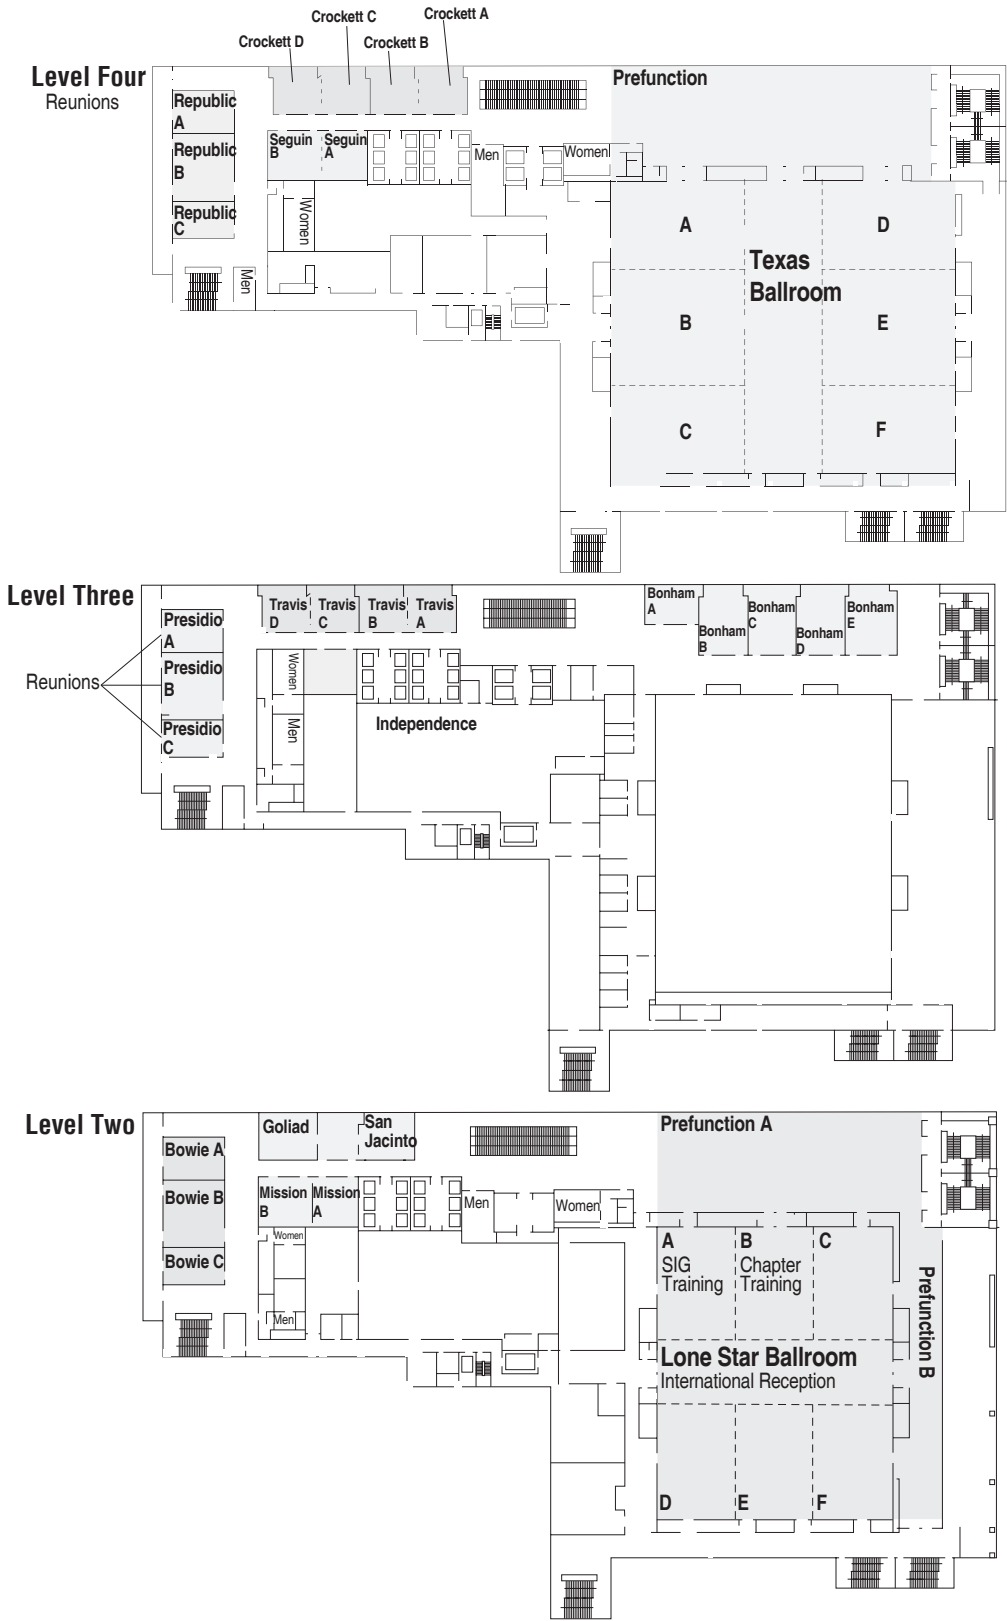 Crockett A
Crockett C
Crockett D
Crockett B
Level Four
Reunions
Prefunction
Republic
A
Republic
B
Republic
C
Seguin
B
Seguin
A
Men
Women
Women
Men
A
D
Texas
Ballroom
B
E
C
F
Level Three
Travis
D
Travis
C
Travis
B
Travis
A
Bonham
A
Bonham
B
Bonham
C
Bonham
D
Bonham
E
Presidio
A
Presidio
B
Presidio
C
Reunions
Women
Men
Independence
Level Two
Goliad
San
Jacinto
Prefunction A
Bowie A
Bowie B
Bowie C
Mission
B
Mission
A
Men
Women
Women
Men
A
SIG
Training
B
Chapter
Training
C
Prefunction B
Lone Star Ballroom
International Reception
D
E
F